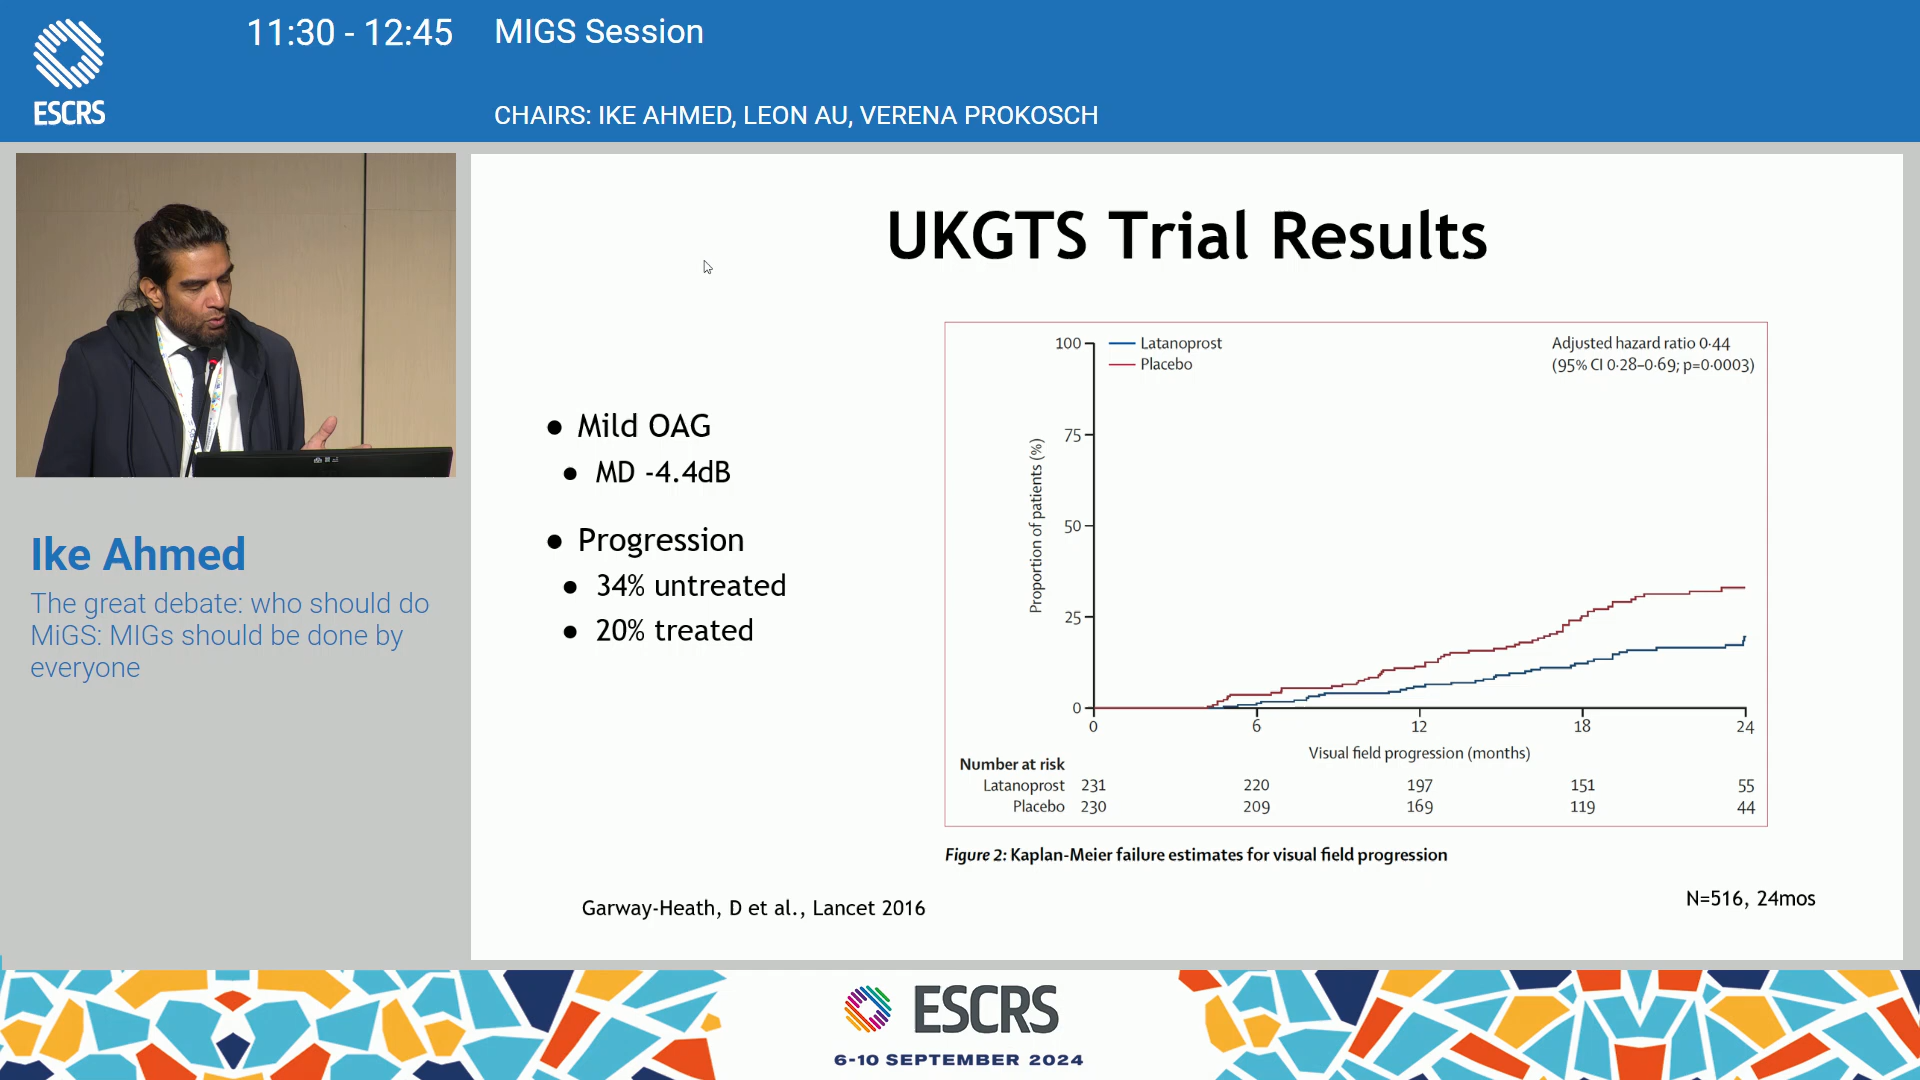 ESCRS
11:30 - 12:45
MIGS Session
CHAIRS: IKE AHMED, LEON AU, VERENA PROKOSCH
Ike Ahmed
The great debate: who should do
MiGS: MIGs should be done by
everyone
UKGTS Trial Results
Mild OAG
MD -4.4dB
Progression
34% untreated
20% treated
Latanoprost
Placebo
Adjusted hazard ratio 0·44
(95% CI 0·28–0·69; p=0·0003)
Proportion of patients (%)
100
75
50
25
0
0 6 12 18 24
Visual field progression (months)
Number at risk
Latanoprost 231 220 197 151 55
Placebo 230 209 169 119 44
Figure 2: Kaplan-Meier failure estimates for visual field progression
Garway-Heath, D et al., Lancet 2016
N=516, 24mos
ESCRS
6-10 SEPTEMBER 2024